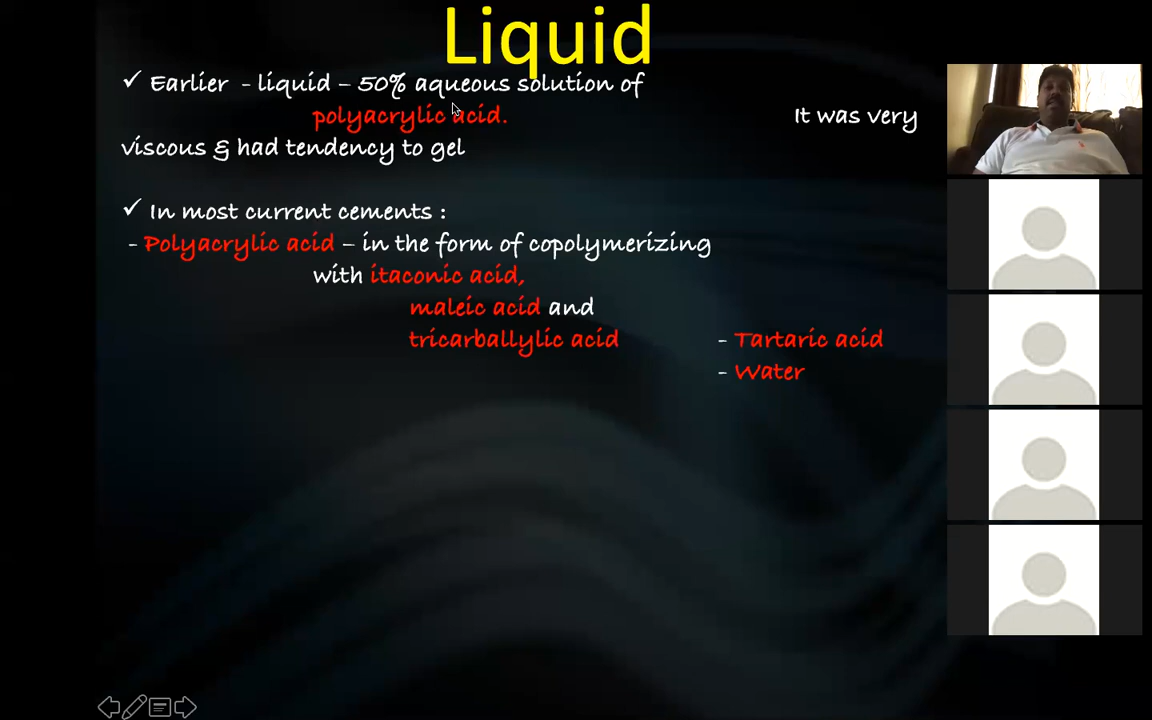 Liquid
✓ Earlier - liquid – 50% aqueous solution of
polyacrylic acid. It was very
viscous & had tendency to gel
✓ In most current cements :
- Polyacrylic acid – in the form of copolymerizing
with itaconic acid,
maleic acid and
tricarballylic acid - Tartaric acid
- Water